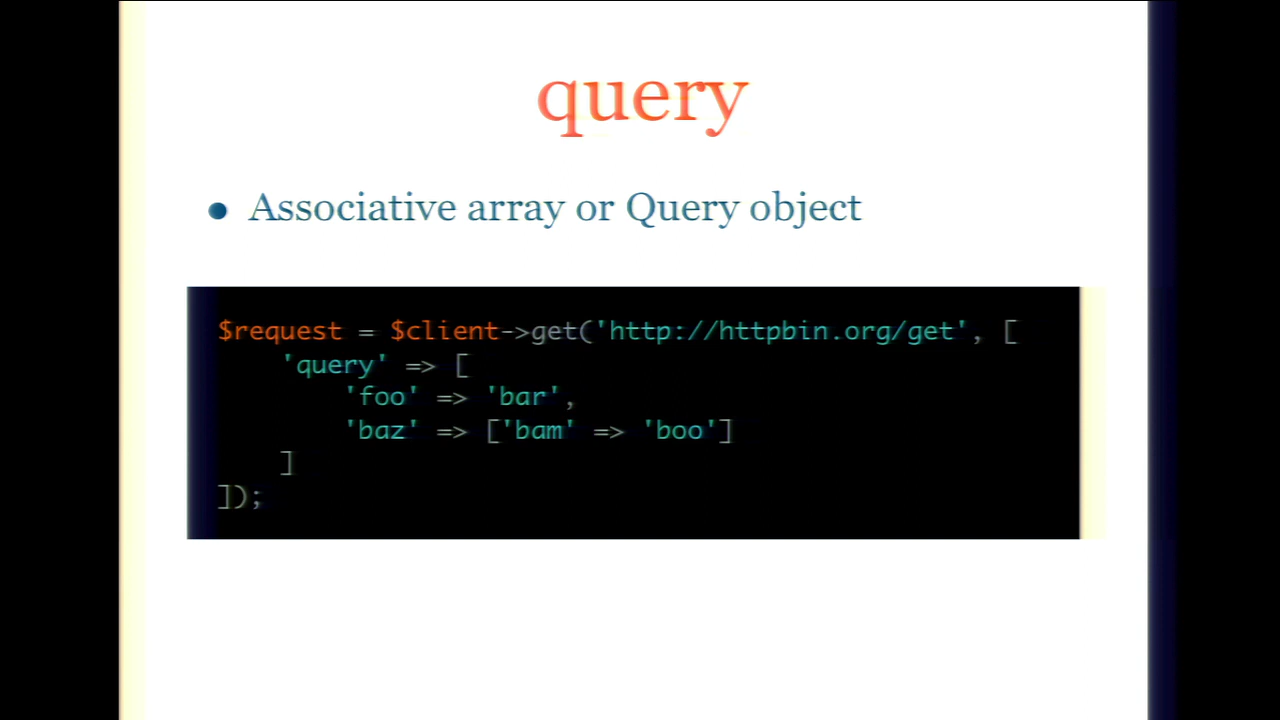 query
• Associative array or Query object
$request = $client->get('http://httpbin.org/get', [
    'query' => [
        'foo' => 'bar',
        'baz' => ['bam' => 'boo']
    ]
]);